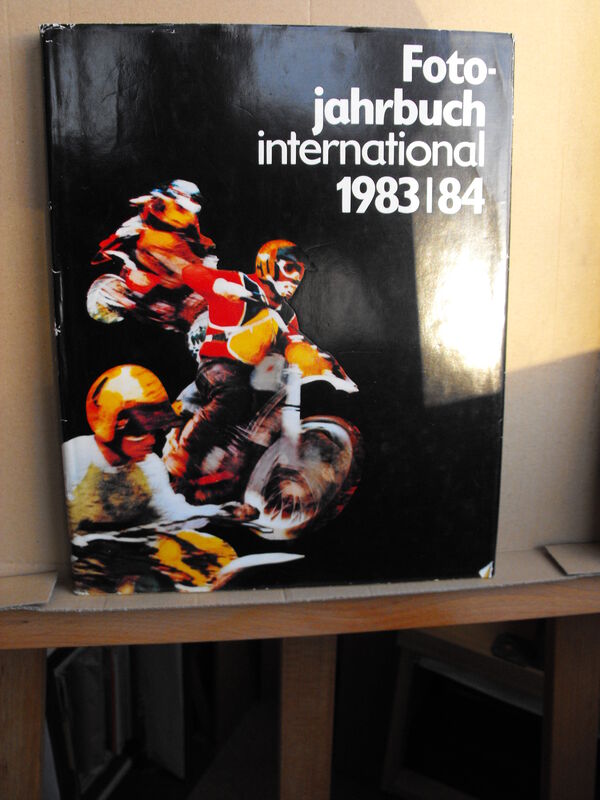 Foto-
jahrbuch
international
1983|84